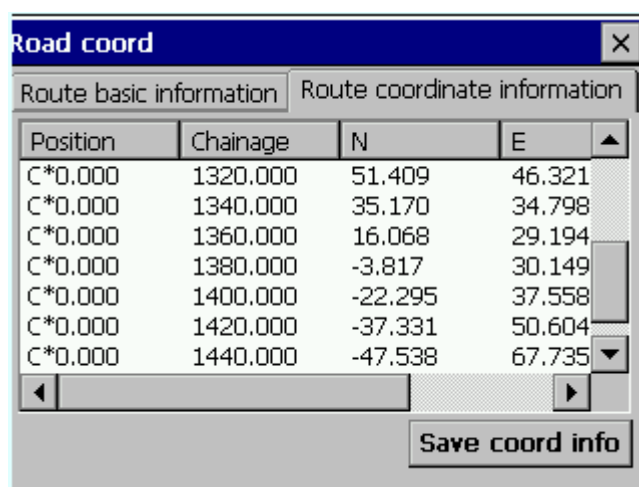 Road coord
Route basic information Route coordinate information
Position Chainage N E
C*0.000 1320.000 51.409 46.321
C*0.000 1340.000 35.170 34.798
C*0.000 1360.000 16.068 29.194
C*0.000 1380.000 -3.817 30.149
C*0.000 1400.000 -22.295 37.558
C*0.000 1420.000 -37.331 50.604
C*0.000 1440.000 -47.538 67.735
Save coord info